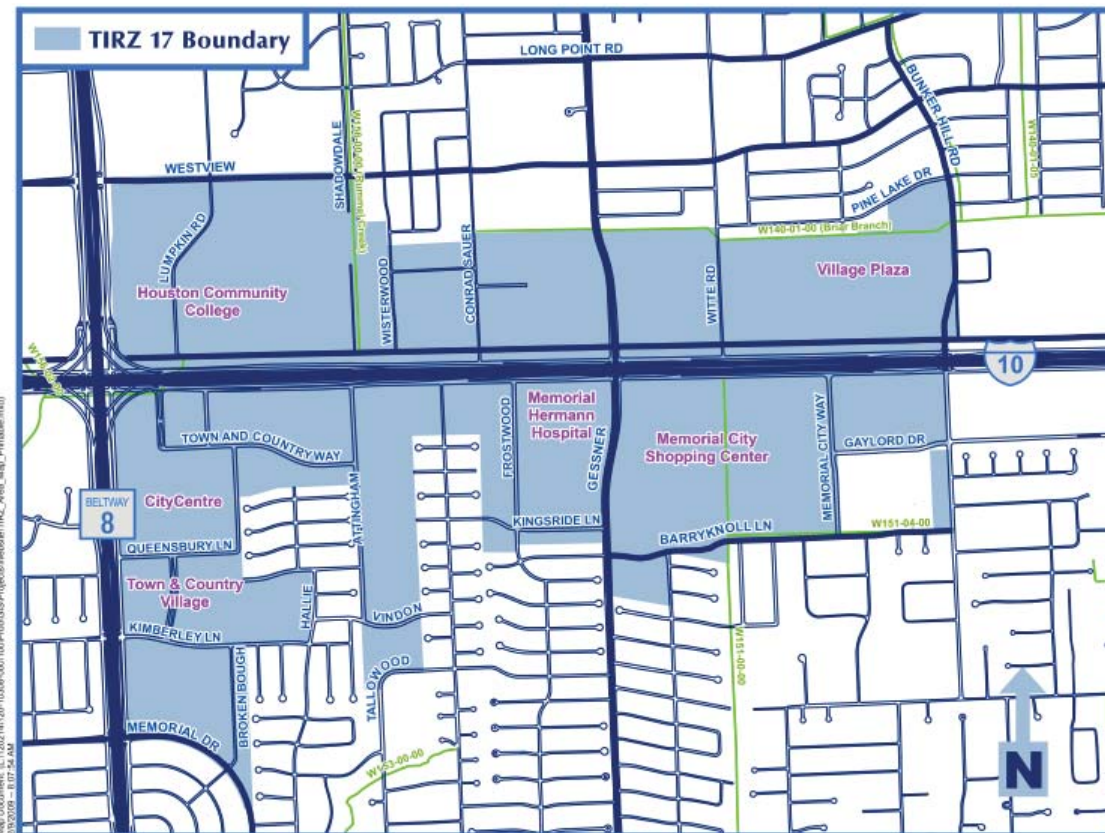 TIRZ 17 Boundary
LONG POINT RD
BUNKER HILL RD
W140-01-05
SHADOWDALE
WESTVIEW
PINE LAKE DR
W140-01-00 (Briar Branch)
LUMPKIN RD
WISTERWOOD
CONRAD SAUER
WITTE RD
Village Plaza
Houston Community
College
10
Memorial
Hermann
Hospital
FROSTWOOD
GESSNER
Memorial City
Shopping Center
MEMORIAL CITY WAY
GAYLORD DR
TOWN AND COUNTRY WAY
ATTINGHAM
BELTWAY
8
CityCentre
KINGSRIDE LN
BARRYKNOLL LN
W151-04-00
QUEENSBURY LN
Town & Country
Village
HALLIE
VINDON
KIMBERLEY LN
TALLOWOOD
BROKEN BOUGH
W151-00-00
MEMORIAL DR
W153-00-00
N